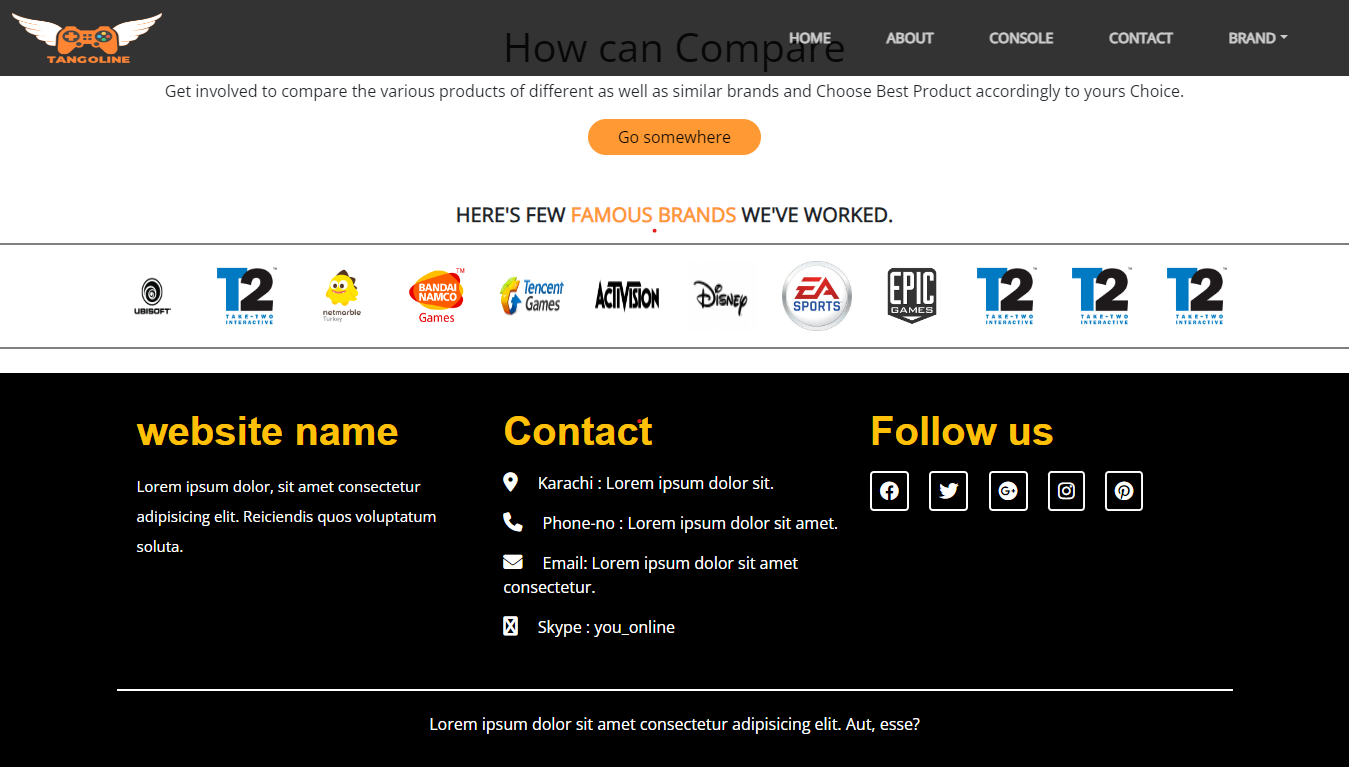 TANGOLINE
HOME ABOUT CONSOLE CONTACT BRAND
How can Compare
Get involved to compare the various products of different as well as similar brands and Choose Best Product accordingly to yours Choice.
Go somewhere
HERE'S FEW FAMOUS BRANDS WE'VE WORKED.
UBISOFT
T2 TM
TAKE-TWO
INTERACTIVE
netmarble
Turkey
BANDAI
NAMCO TM
Games
Tencent
Games
ACTIVISION
Disney
EA
SPORTS
EPIC
GAMES
T2 TM
TAKE-TWO
INTERACTIVE
T2 TM
TAKE-TWO
INTERACTIVE
T2 TM
TAKE-TWO
INTERACTIVE
website name
Lorem ipsum dolor, sit amet consectetur
adipisicing elit. Reiciendis quos voluptatum
soluta.
Contact
Karachi : Lorem ipsum dolor sit.
Phone-no : Lorem ipsum dolor sit amet.
Email: Lorem ipsum dolor sit amet
consectetur.
Skype : you_online
Follow us
G+
Lorem ipsum dolor sit amet consectetur adipisicing elit. Aut, esse?